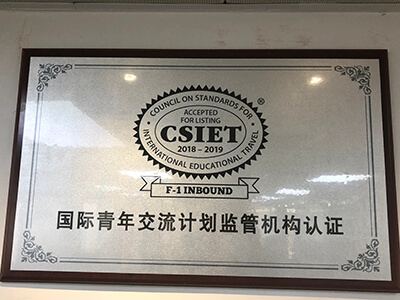 COUNCIL ON STANDARDS FOR
INTERNATIONAL EDUCATIONAL TRAVEL
®
ACCEPTED
FOR LISTING
CSIET
2018 – 2019
F-1 INBOUND
国际青年交流计划监管机构认证